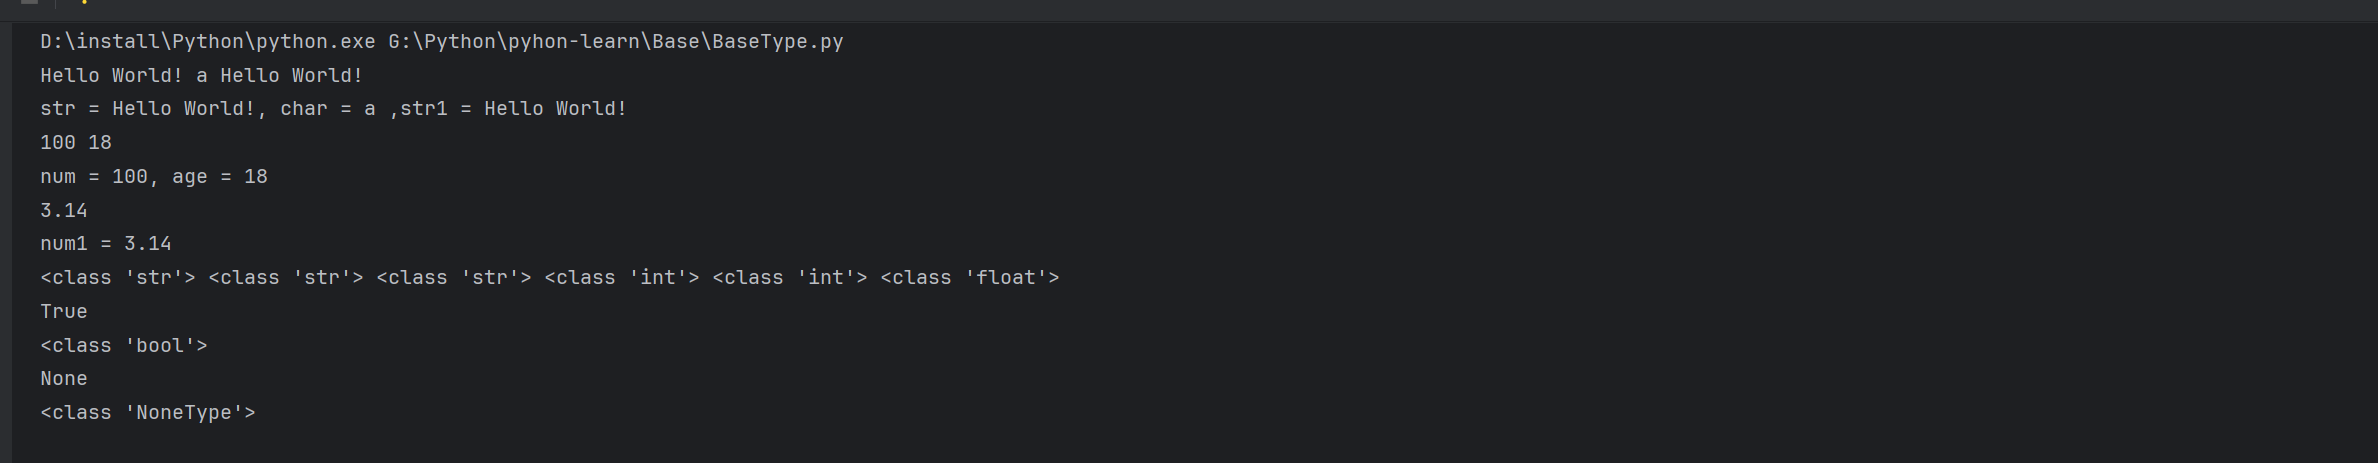 D:\install\Python\python.exe G:\Python\pyhon-learn\Base\BaseType.py
Hello World! a Hello World!
str = Hello World!, char = a ,str1 = Hello World!
100 18
num = 100, age = 18
3.14
num1 = 3.14
<class 'str'> <class 'str'> <class 'str'> <class 'int'> <class 'int'> <class 'float'>
True
<class 'bool'>
None
<class 'NoneType'>